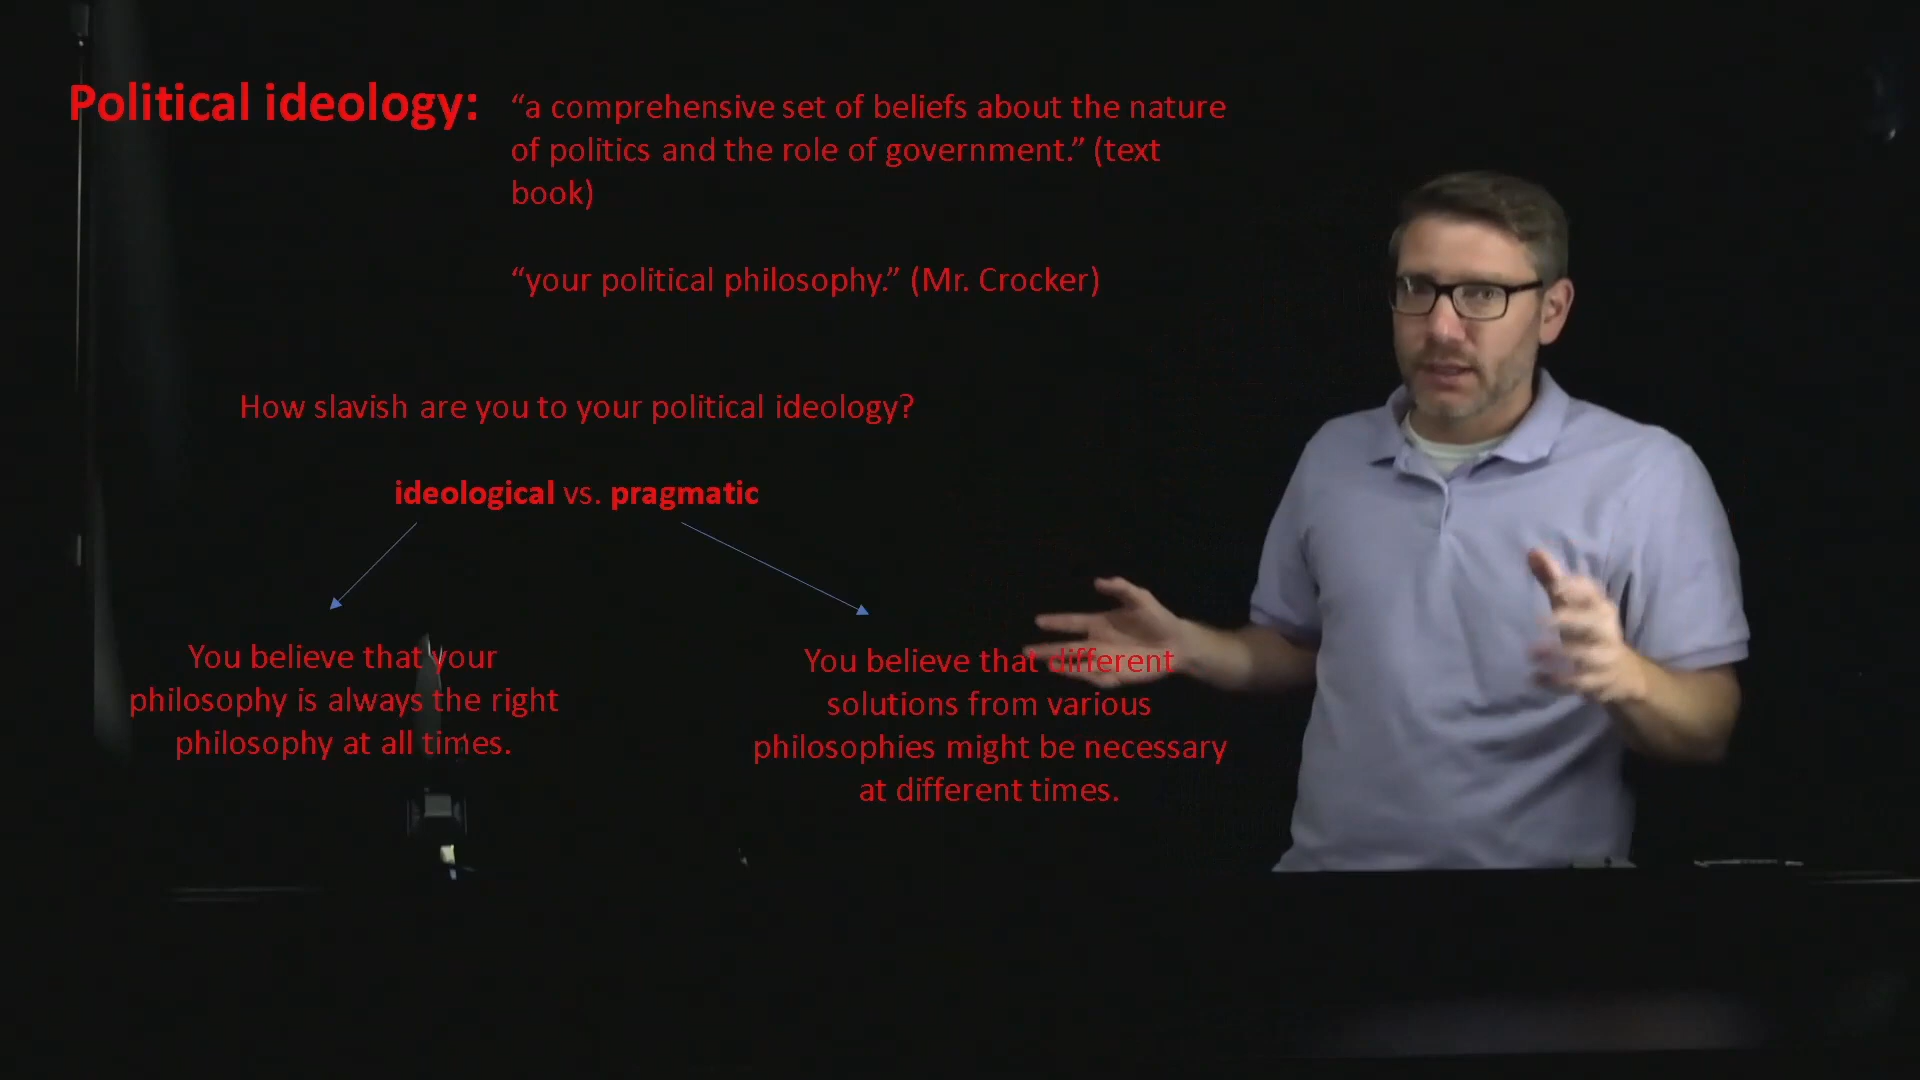 Political ideology:
“a comprehensive set of beliefs about the nature
of politics and the role of government.” (text
book)
“your political philosophy.” (Mr. Crocker)
How slavish are you to your political ideology?
ideological vs. pragmatic
You believe that your
philosophy is always the right
philosophy at all times.
You believe that different
solutions from various
philosophies might be necessary
at different times.